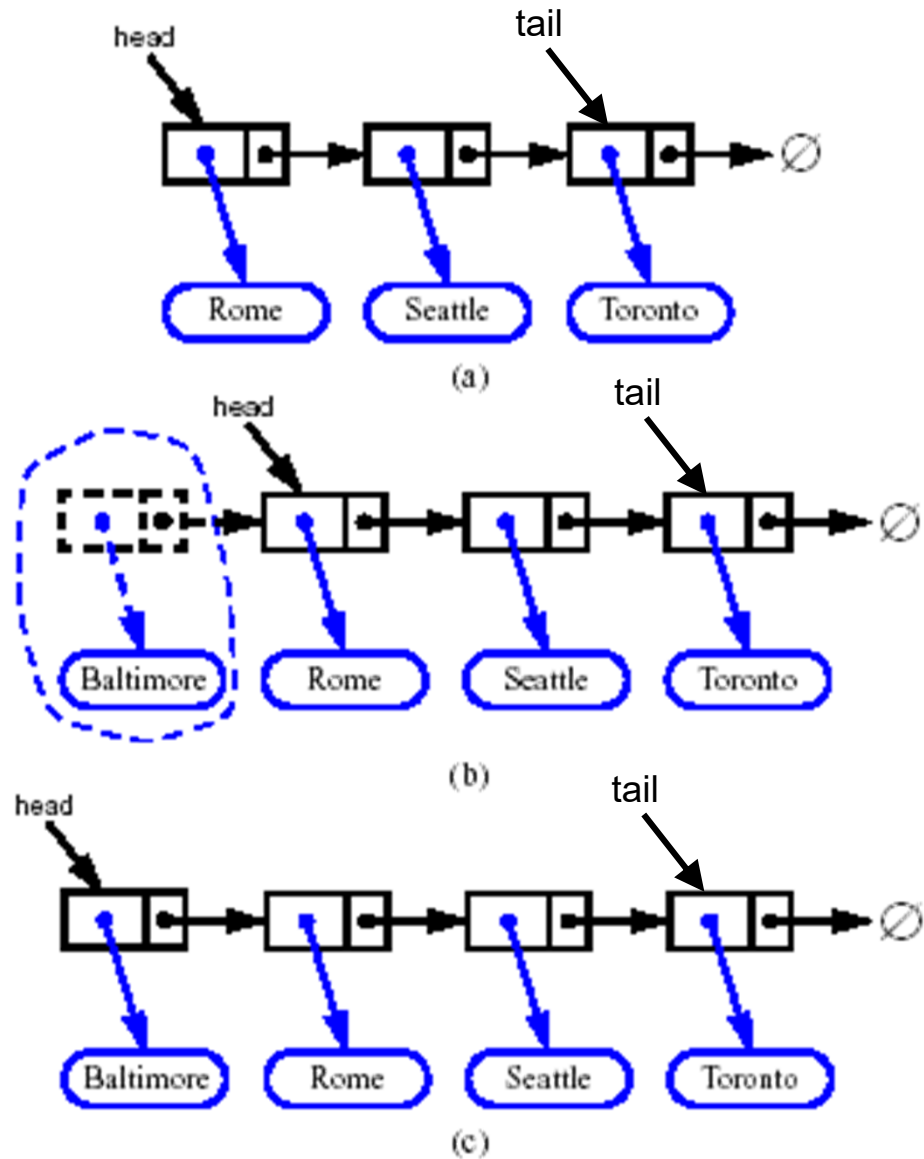 head
tail
Rome
Seattle
Toronto
∅
(a)
head
tail
Baltimore
Rome
Seattle
Toronto
∅
(b)
head
tail
Baltimore
Rome
Seattle
Toronto
∅
(c)